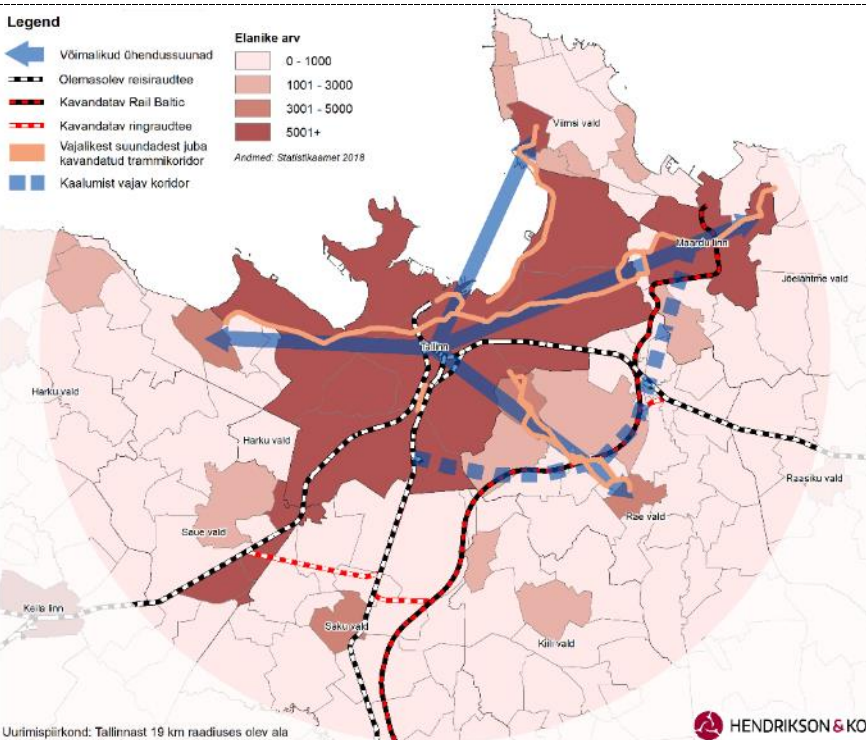 Legend
Võimalikud ühendussuunad
Olemasolev reisiraudtee
Kavandatav Rail Baltic
Kavandatav ringraudtee
Vajalikest suundadest juba
kavandatud trammikoridor
Kaalumist vajav koridor
Elanike arv
0 - 1000
1001 - 3000
3001 - 5000
5001+
Andmed: Statistikaamet 2018
Viimsi vald
Maardu linn
Jõelähtme vald
Tallinn
Harku vald
Harku vald
Raasiku vald
Rae vald
Saue vald
Keila linn
Saku vald
Kiili vald
Uurimispiirkond: Tallinnast 19 km raadiuses olev ala
HENDRIKSON & KO